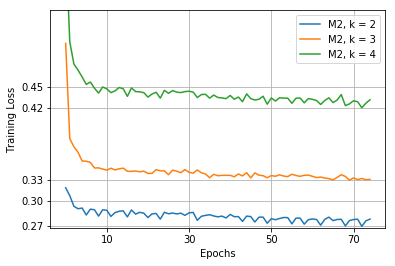 M2, k = 2
M2, k = 3
M2, k = 4
Training Loss
0.45
0.42
0.33
0.30
0.27
10
30
50
70
Epochs